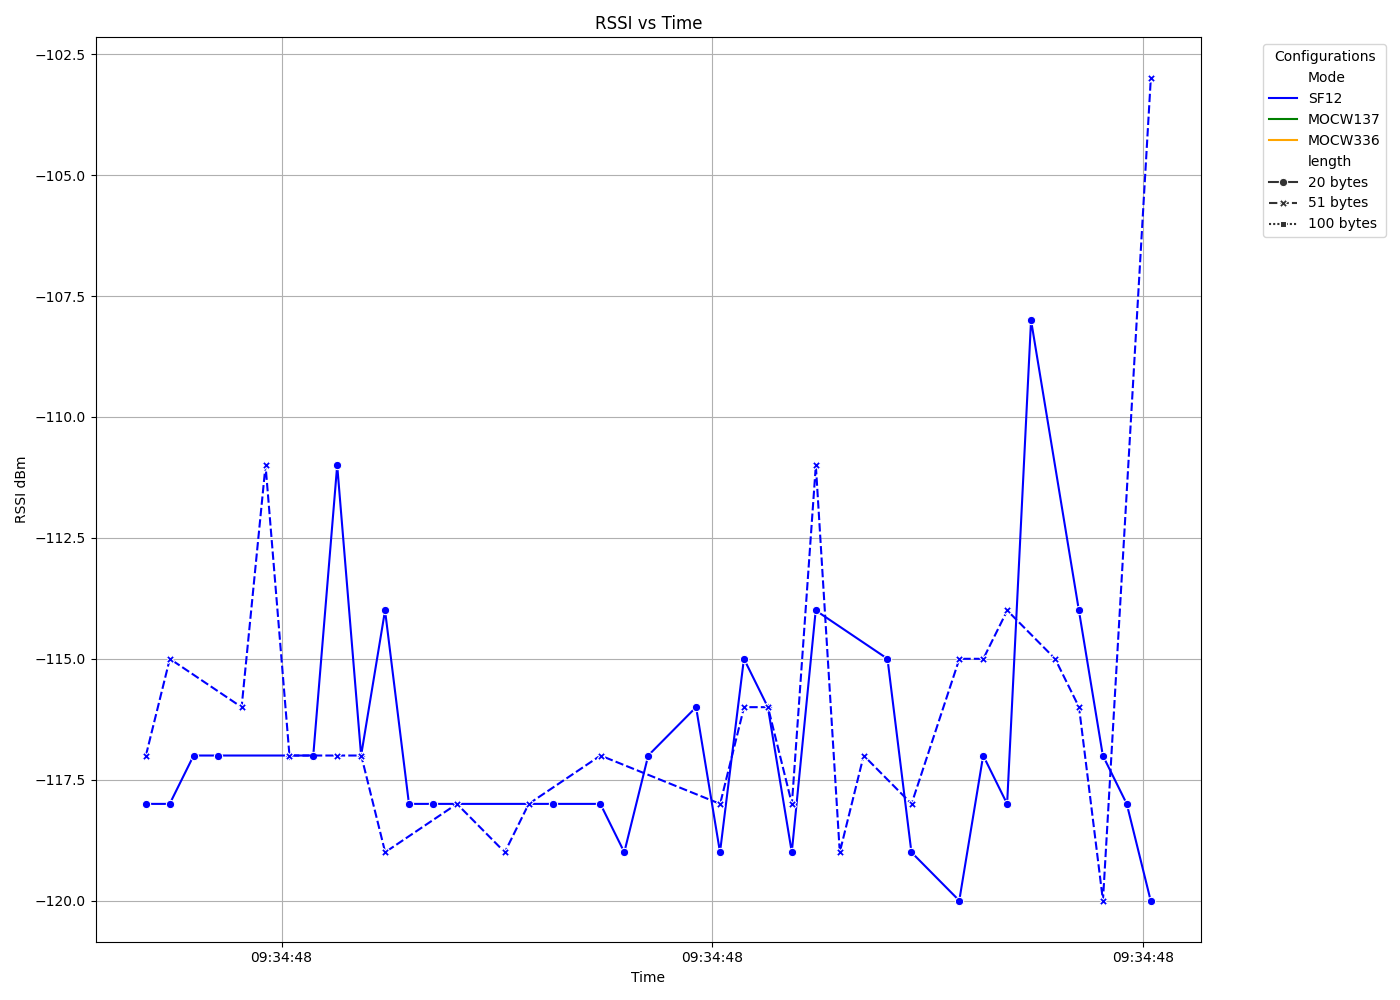 RSSI vs Time
RSSI dBm
−102.5
−105.0
−107.5
−110.0
−112.5
−115.0
−117.5
−120.0
09:34:48
09:34:48
09:34:48
Time
Configurations
Mode
SF12
MOCW137
MOCW336
length
20 bytes
51 bytes
100 bytes